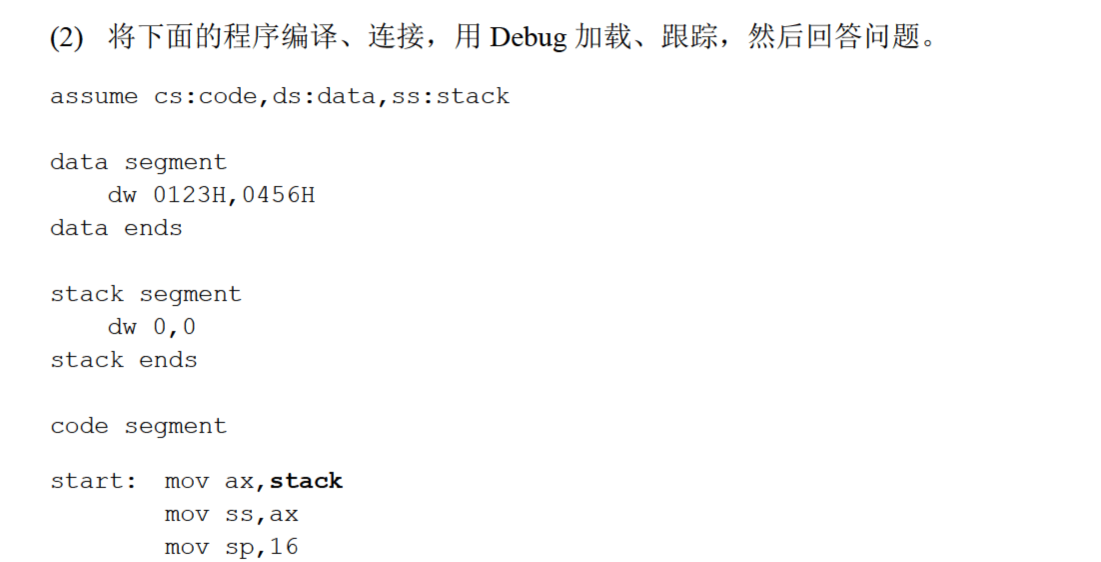 (2) 将下面的程序编译、连接，用 Debug 加载、跟踪，然后回答问题。
assume cs:code,ds:data,ss:stack
data segment
    dw 0123H,0456H
data ends
stack segment
    dw 0,0
stack ends
code segment
start:  mov ax,stack
        mov ss,ax
        mov sp,16